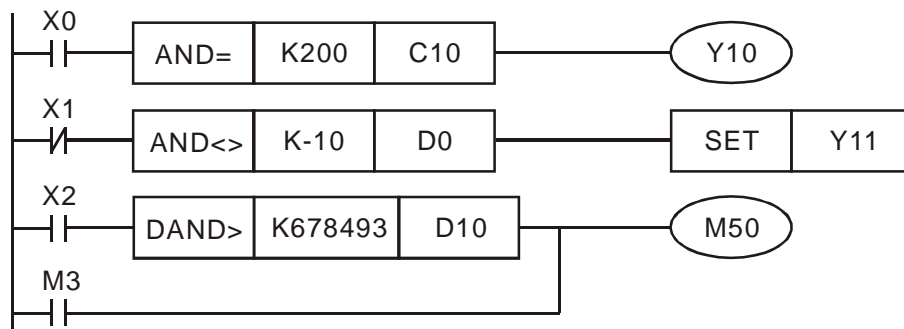 X0
AND= K200 C10 Y10
X1
AND<> K-10 D0 SET Y11
X2
DAND> K678493 D10 M50
M3